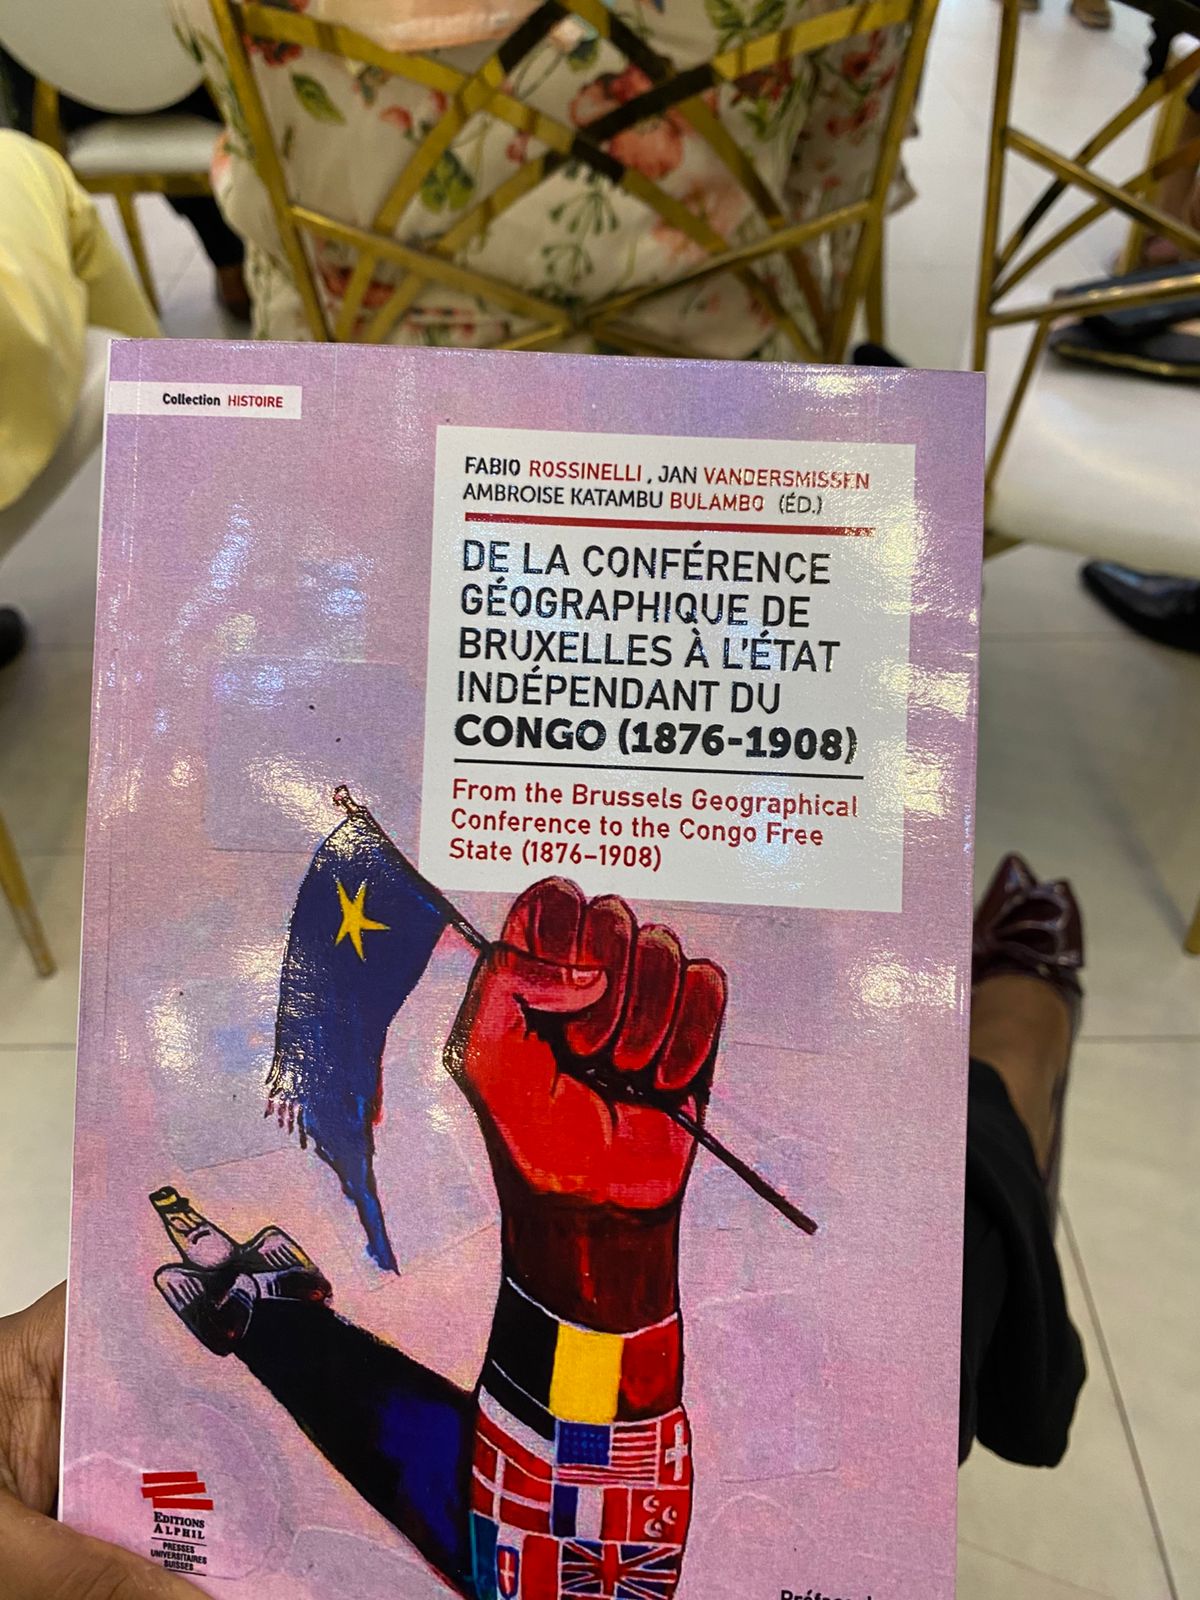 Collection HISTOIRE
FABIO ROSSINELLI, JAN VANDERSMISSEN
AMBROISE KATAMBU BULAMBO (ÉD.)
DE LA CONFÉRENCE
GÉOGRAPHIQUE DE
BRUXELLES À L'ÉTAT
INDÉPENDANT DU
CONGO (1876-1908)
From the Brussels Geographical
Conference to the Congo Free
State (1876-1908)
EDITIONS
ALPHIL
PRESSES
UNIVERSITAIRES
SUISSES